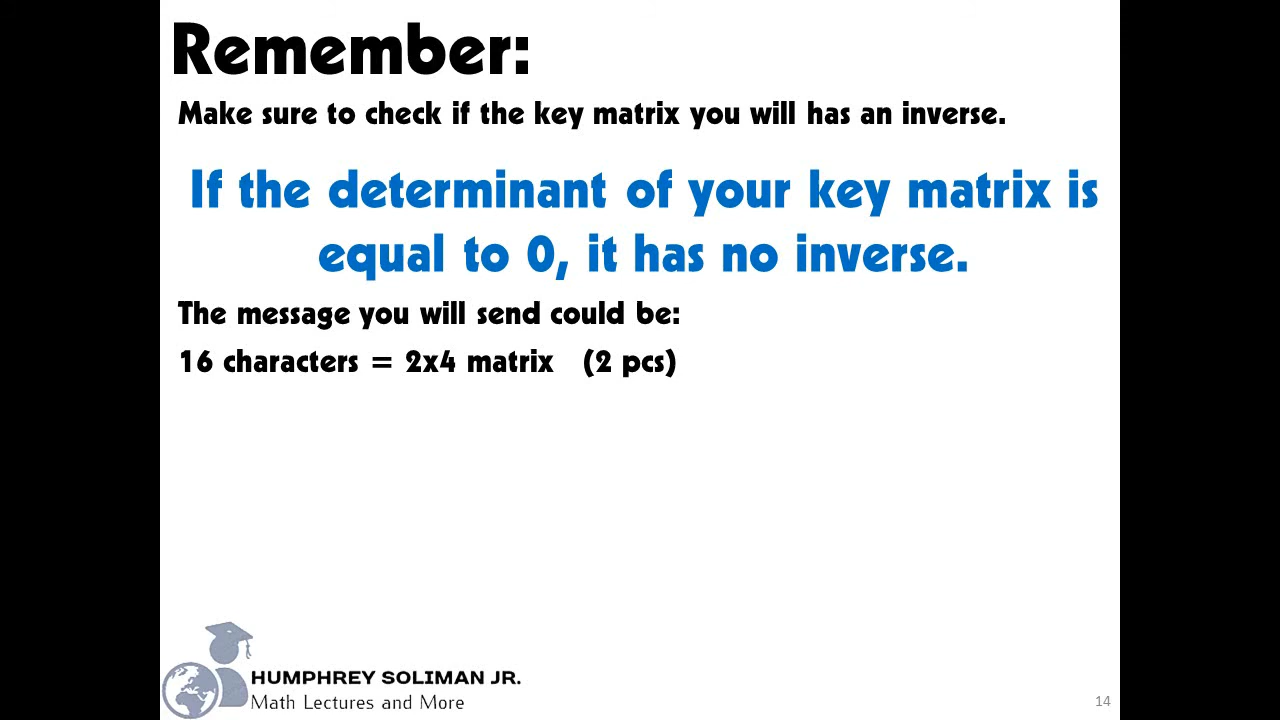 Remember:
Make sure to check if the key matrix you will has an inverse.
If the determinant of your key matrix is
equal to 0, it has no inverse.
The message you will send could be:
16 characters = 2x4 matrix (2 pcs)
HUMPHREY SOLIMAN JR.
Math Lectures and More
14